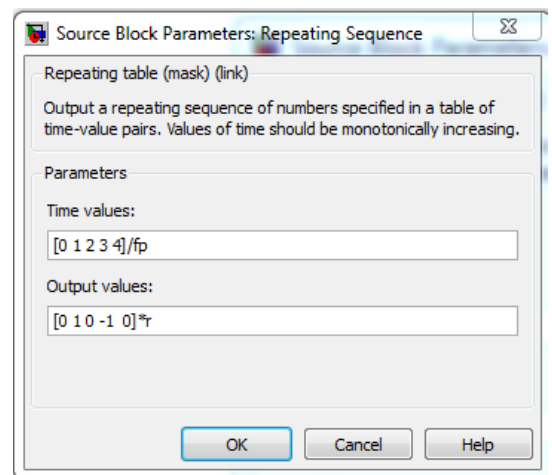 Source Block Parameters: Repeating Sequence
Repeating table (mask) (link)
Output a repeating sequence of numbers specified in a table of
time-value pairs. Values of time should be monotonically increasing.
Parameters
Time values:
[0 1 2 3 4]/fp
Output values:
[0 1 0 -1 0]*r
OK Cancel Help